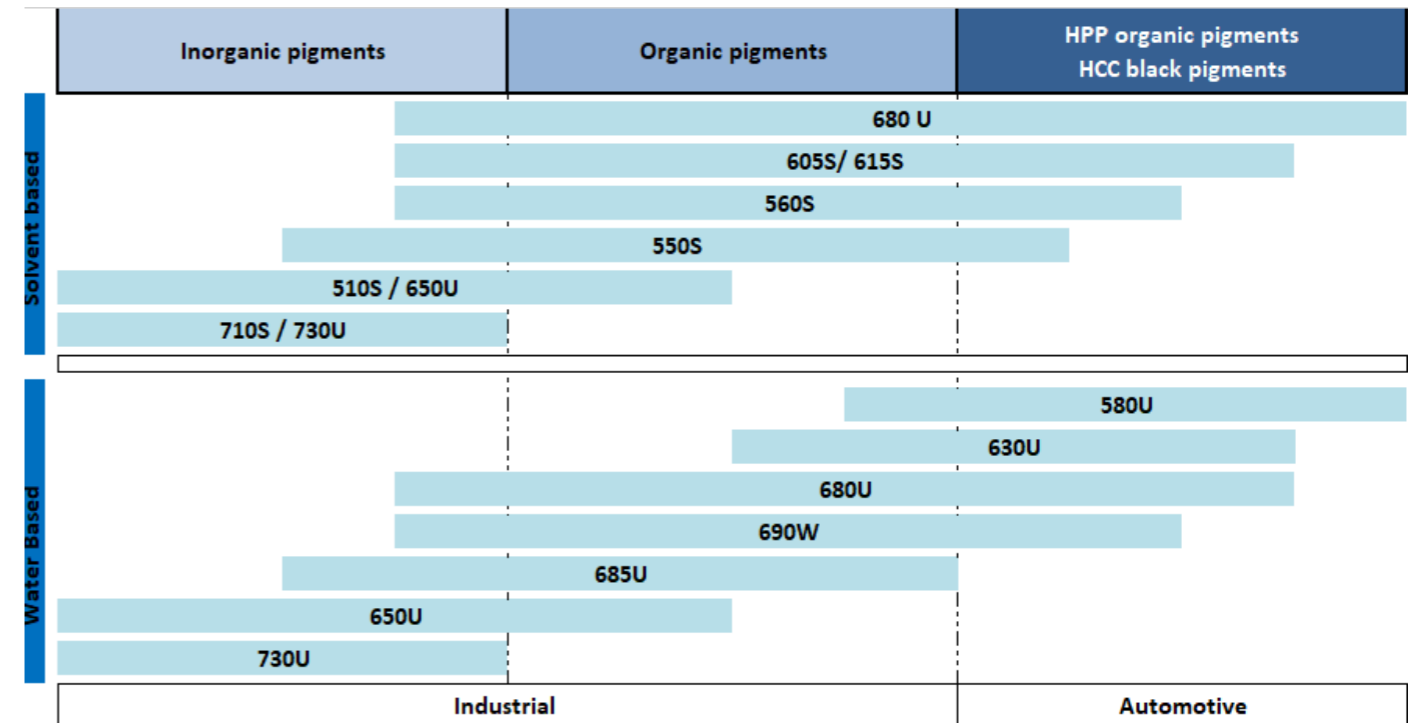 Inorganic pigments
Organic pigments
HPP organic pigments
HCC black pigments
Solvent based
680 U
605S/ 615S
560S
550S
510S / 650U
710S / 730U
Water Based
580U
630U
680U
690W
685U
650U
730U
Industrial
Automotive